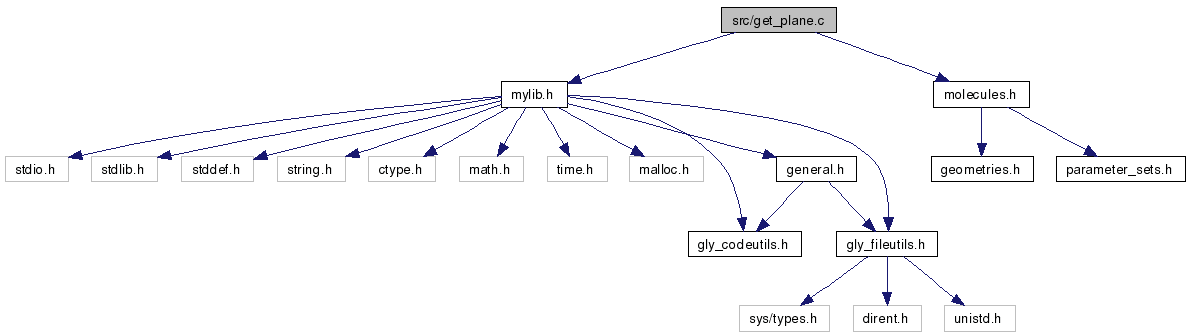 src/get_plane.c
mylib.h
molecules.h
stdio.h
stdlib.h
stddef.h
string.h
ctype.h
math.h
time.h
malloc.h
general.h
geometries.h
parameter_sets.h
gly_codeutils.h
gly_fileutils.h
sys/types.h
dirent.h
unistd.h